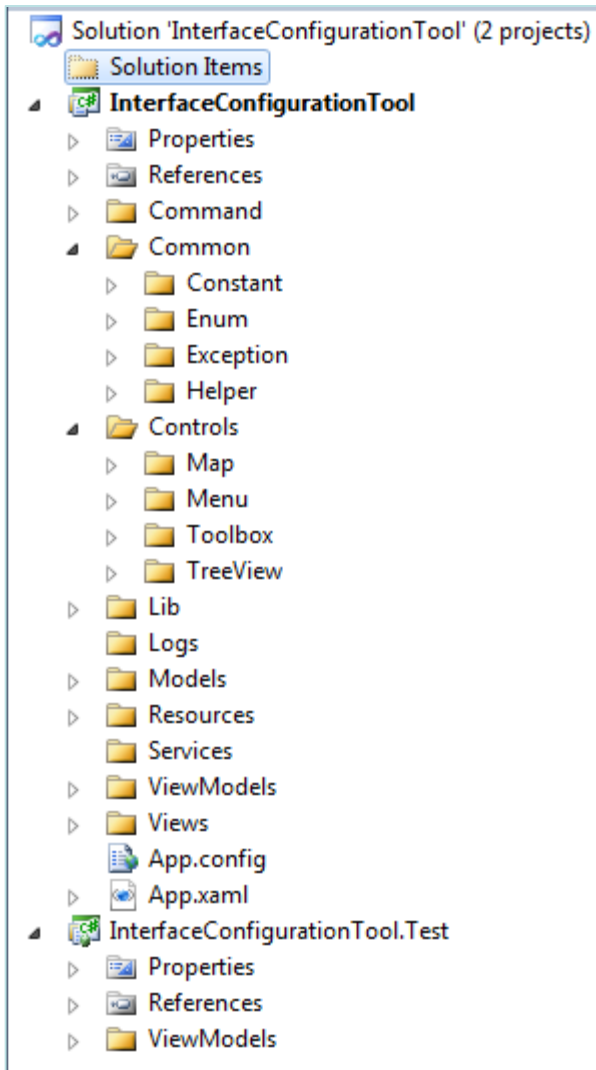 Solution 'InterfaceConfigurationTool' (2 projects)
Solution Items
InterfaceConfigurationTool
Properties
References
Command
Common
Constant
Enum
Exception
Helper
Controls
Map
Menu
Toolbox
TreeView
Lib
Logs
Models
Resources
Services
ViewModels
Views
App.config
App.xaml
InterfaceConfigurationTool.Test
Properties
References
ViewModels